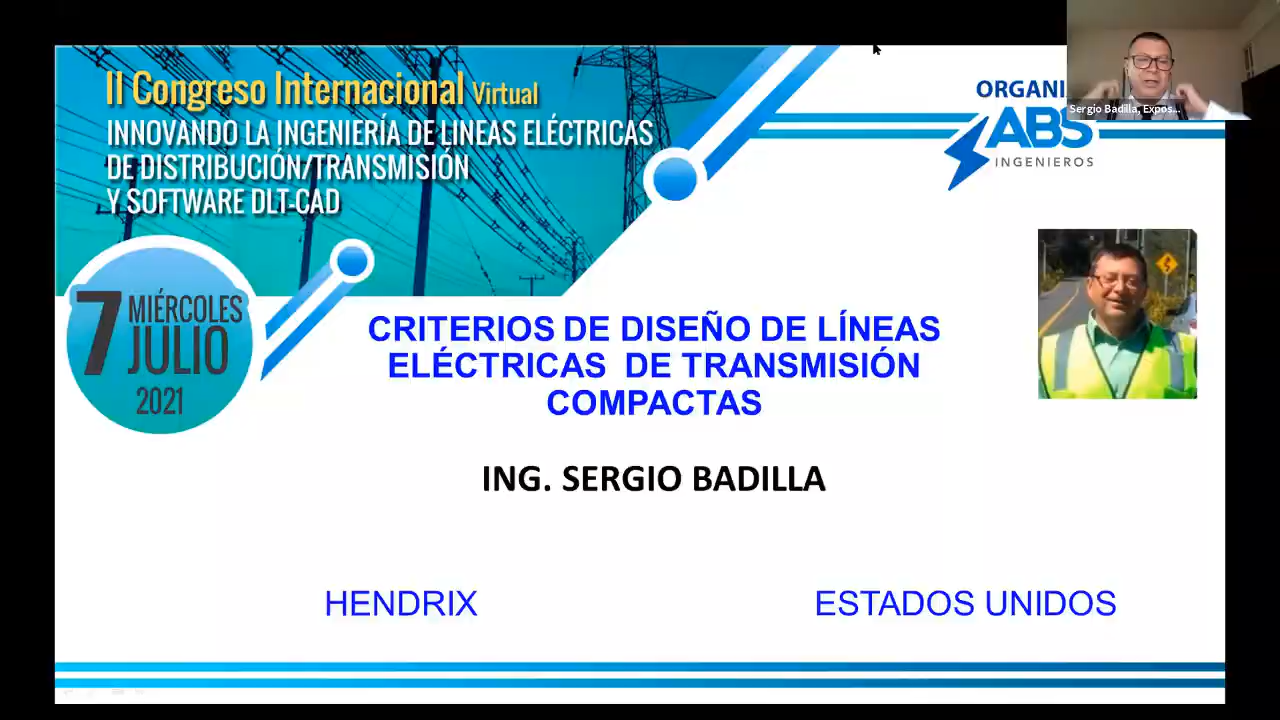 II Congreso Internacional Virtual
INNOVANDO LA INGENIERÍA DE LINEAS ELÉCTRICAS
DE DISTRIBUCIÓN/TRANSMISIÓN
Y SOFTWARE DLT-CAD
ORGANI
Sergio Badilla, Expos...
ABS
INGENIEROS
7 MIÉRCOLES
JULIO
2021
CRITERIOS DE DISEÑO DE LÍNEAS
ELÉCTRICAS DE TRANSMISIÓN
COMPACTAS
ING. SERGIO BADILLA
HENDRIX
ESTADOS UNIDOS